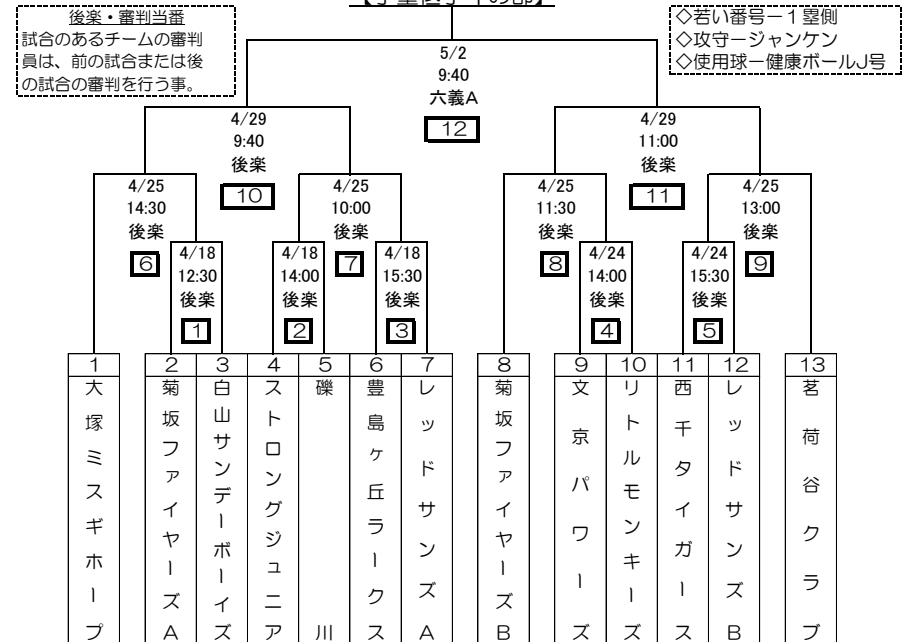 後楽・審判当番
試合のあるチームの審判
員は、前の試合または後
の試合の審判を行う事。
◇若い番号－１塁側
◇攻守－ジャンケン
◇使用球－健康ボールJ号
5/2
9:40
六義A
12
4/29
9:40
後楽
10
4/29
11:00
後楽
11
4/25
14:30
後楽
6
4/25
10:00
後楽
7
4/25
11:30
後楽
8
4/25
13:00
後楽
9
4/18
12:30
後楽
1
4/18
14:00
後楽
2
4/18
15:30
後楽
3
4/24
14:00
後楽
4
4/24
15:30
後楽
5
1
大塚ミスギホープ
2
菊坂ファイヤーズA
3
白山サンデーボーイズ
4
ストロングジュニア
5
礫川
6
豊島ヶ丘ラークス
7
レッドサンズA
8
菊坂ファイヤーズB
9
文京パワーズ
10
リトルモンキーズ
11
西千タイガース
12
レッドサンズB
13
茗荷谷クラブ